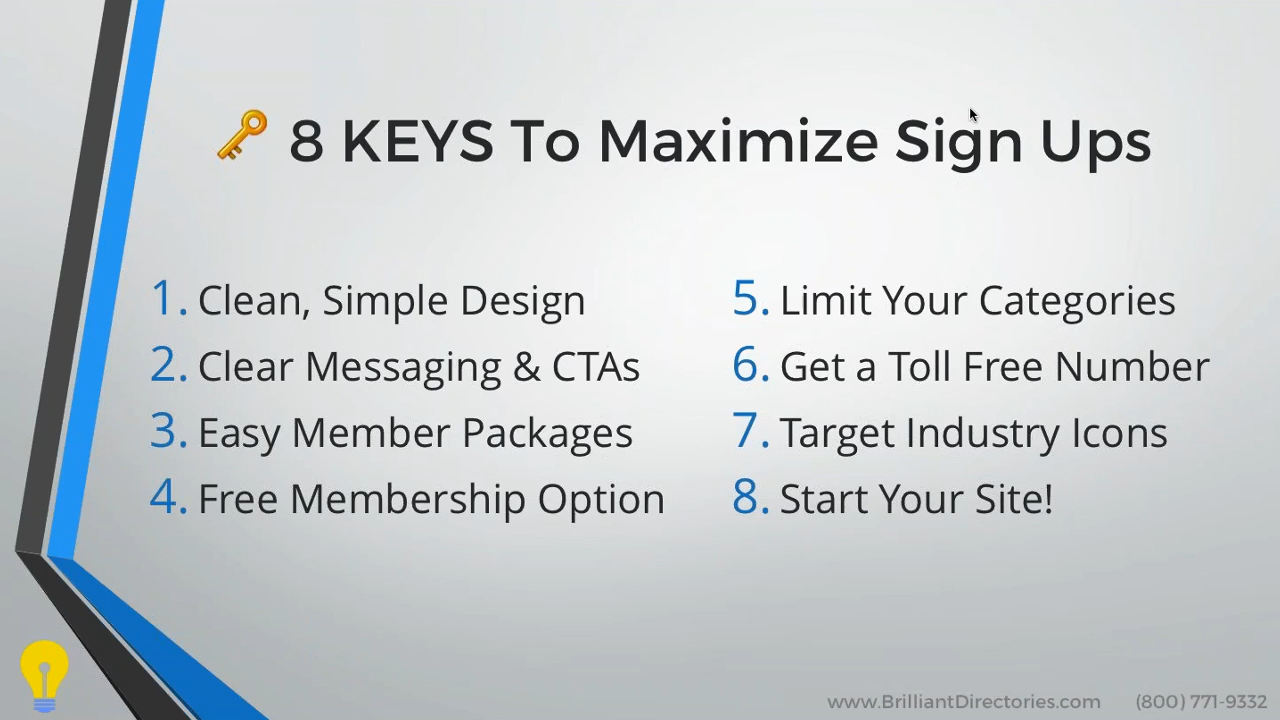 8 KEYS To Maximize Sign Ups
1. Clean, Simple Design
2. Clear Messaging & CTAs
3. Easy Member Packages
4. Free Membership Option
5. Limit Your Categories
6. Get a Toll Free Number
7. Target Industry Icons
8. Start Your Site!
www.BrilliantDirectories.com (800) 771-9332